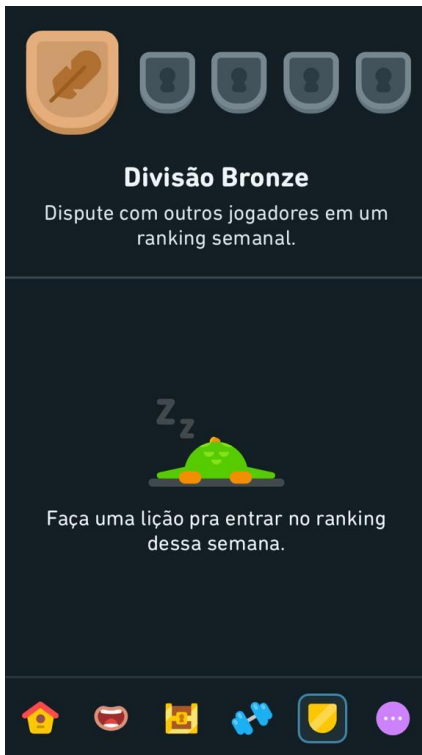 Divisão Bronze
Dispute com outros jogadores em um
ranking semanal.
Z
Z
Faça uma lição pra entrar no ranking
dessa semana.